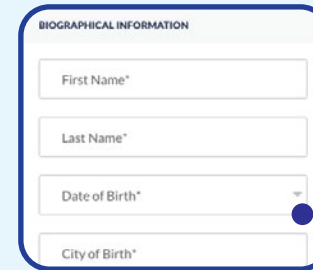 BIOGRAPHICAL INFORMATION
First Name*
Last Name*
Date of Birth*
City of Birth*